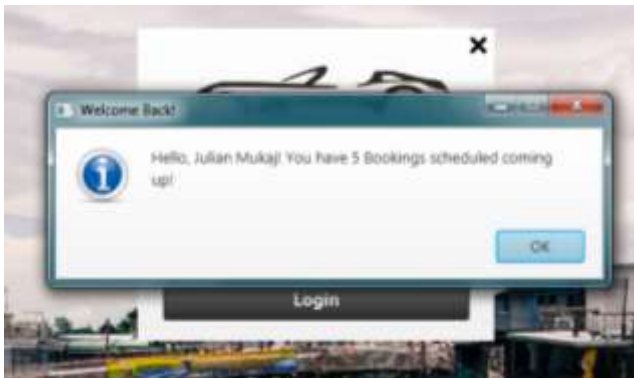 Welcome Back!
Hello, Julian Mukaj! You have 5 Bookings scheduled coming
up!
OK
Login